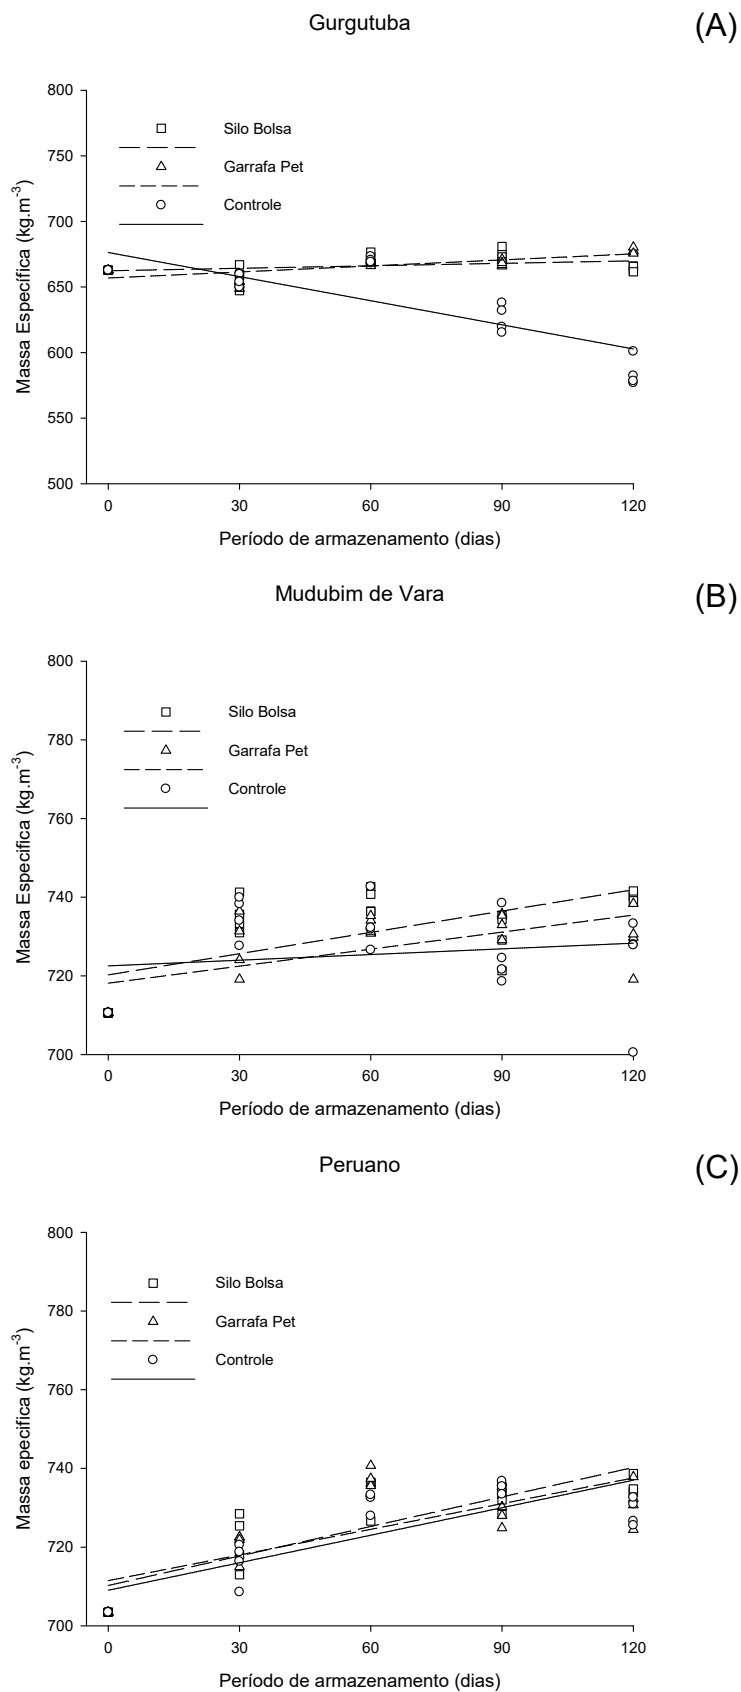 Gurgutuba
(A)
800
750
700
650
600
550
500
Massa Específica (kg.m-3)
Silo Bolsa
Garrafa Pet
Controle
0 30 60 90 120
Período de armazenamento (dias)
Mudubim de Vara
(B)
800
780
760
740
720
700
Massa Especifica (kg.m-3)
Silo Bolsa
Garrafa Pet
Controle
0 30 60 90 120
Período de armazenamento (dias)
Peruano
(C)
800
780
760
740
720
700
Massa epecifica (kg.m-3)
Silo Bolsa
Garrafa Pet
Controle
0 30 60 90 120
Período de armazenamento (dias)